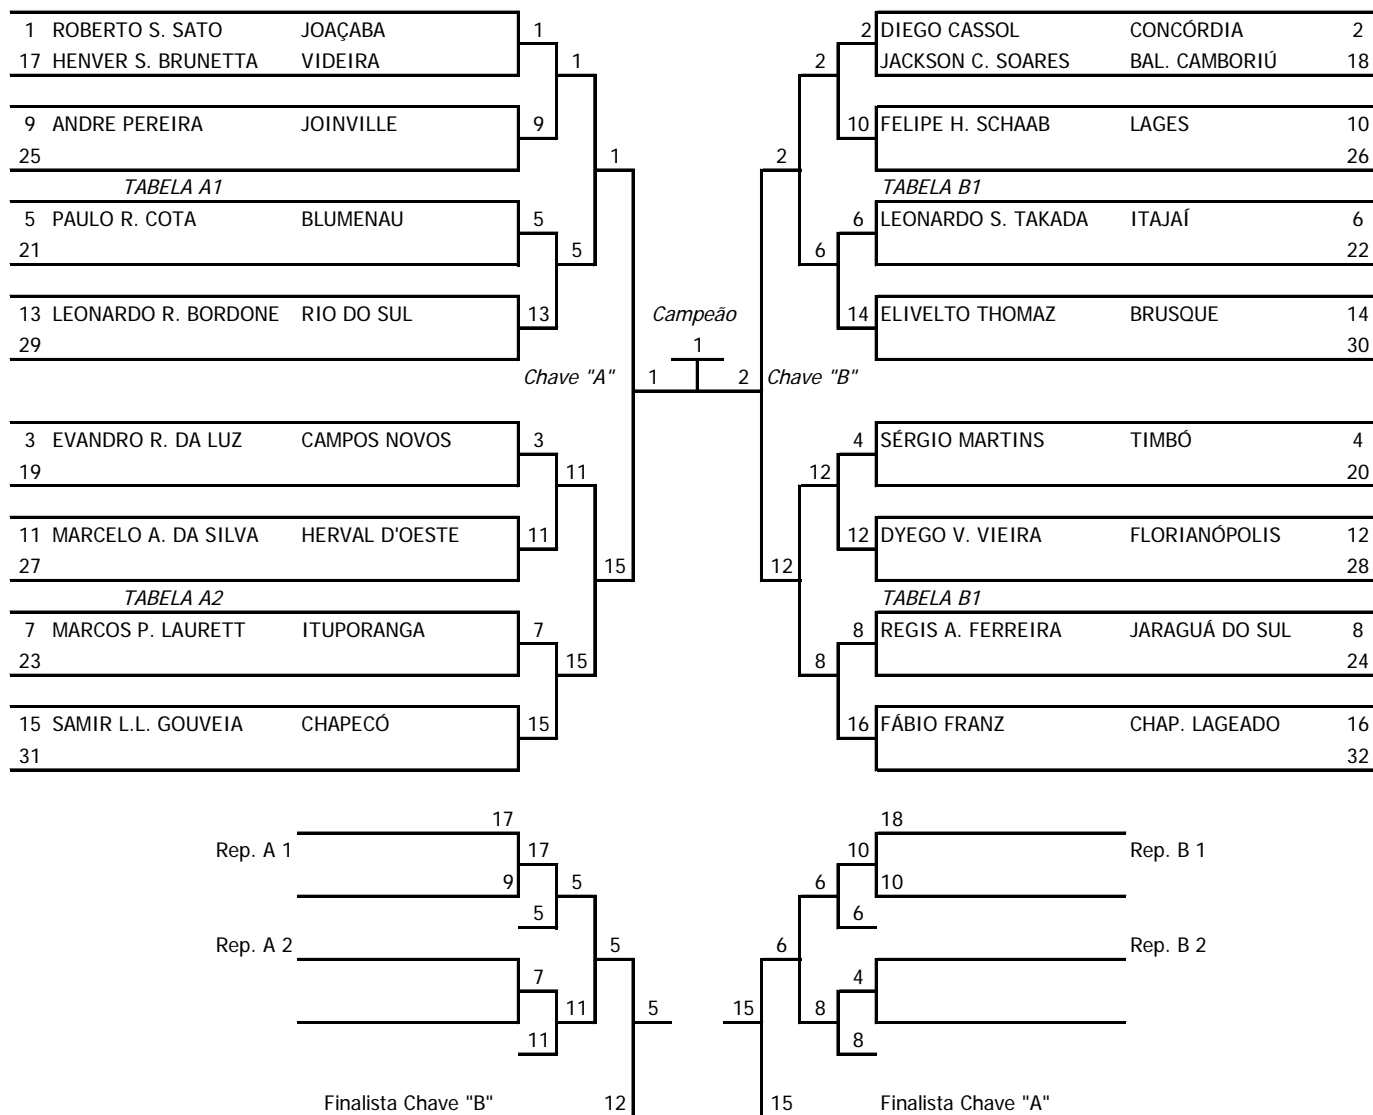 1 ROBERTO S. SATO JOAÇABA 1 2 DIEGO CASSOL CONCÓRDIA 2
17 HENVER S. BRUNETTA VIDEIRA 1 2 JACKSON C. SOARES BAL. CAMBORIÚ 18
9 ANDRE PEREIRA JOINVILLE 9 10 FELIPE H. SCHAAB LAGES 10
25 1 2 26
TABELA A1 TABELA B1
5 PAULO R. COTA BLUMENAU 5 6 LEONARDO S. TAKADA ITAJAÍ 6
21 5 6 22
13 LEONARDO R. BORDONE RIO DO SUL 13 Campeão 14 ELIVELTO THOMAZ BRUSQUE 14
29 1 30
Chave "A" 1 2 Chave "B"
3 EVANDRO R. DA LUZ CAMPOS NOVOS 3 4 SÉRGIO MARTINS TIMBÓ 4
19 11 12 20
11 MARCELO A. DA SILVA HERVAL D'OESTE 11 12 DYEGO V. VIEIRA FLORIANÓPOLIS 12
27 15 12 28
TABELA A2 TABELA B1
7 MARCOS P. LAURETT ITUPORANGA 7 8 REGIS A. FERREIRA JARAGUÁ DO SUL 8
23 15 8 24
15 SAMIR L.L. GOUVEIA CHAPECÓ 15 16 FÁBIO FRANZ CHAP. LAGEADO 16
31 32
17 18
Rep. A 1 17 10 Rep. B 1
9 5 6 10
5 6
Rep. A 2 5 6 Rep. B 2
7 4
11 5 15 8
11 8
Finalista Chave "B" 12 15 Finalista Chave "A"